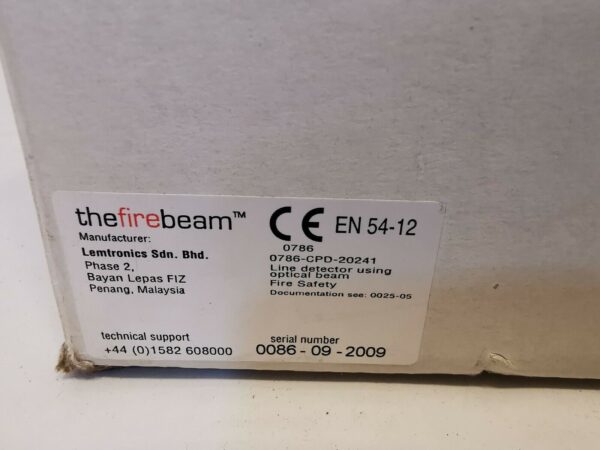 thefirebeam™
Manufacturer:
Lemtronics Sdn. Bhd.
Phase 2,
Bayan Lepas FIZ
Penang, Malaysia
technical support
+44 (0)1582 608000
CE EN 54-12
0786
0786-CPD-20241
Line detector using
optical beam
Fire Safety
Documentation see: 0025-05
serial number
0086-09-2009